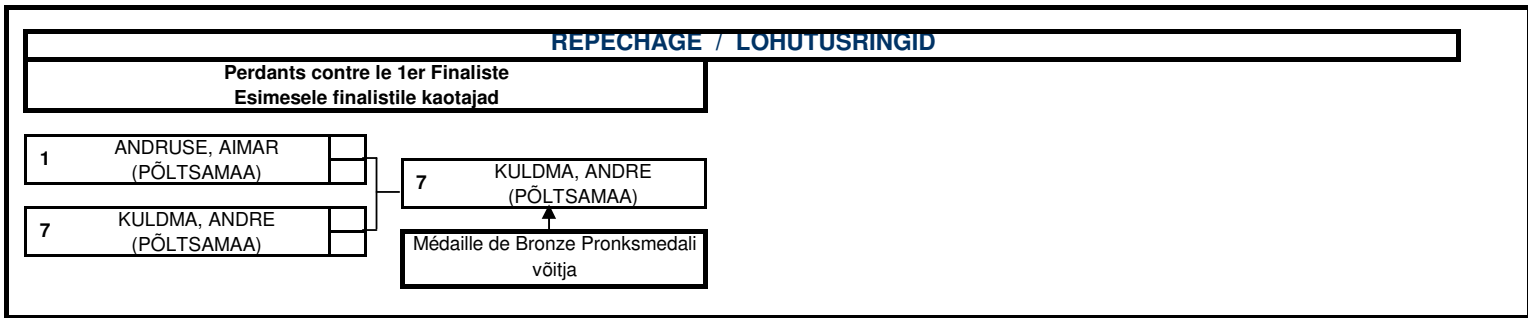 REPECHAGE / LOHUTUSRINGID
Perdants contre le 1er Finaliste
Esimesele finalistile kaotajad
1
ANDRUSE, AIMAR
(PÕLTSAMAA)
7
KULDMA, ANDRE
(PÕLTSAMAA)
7
KULDMA, ANDRE
(PÕLTSAMAA)
Médaille de Bronze Pronksmedali
võitja